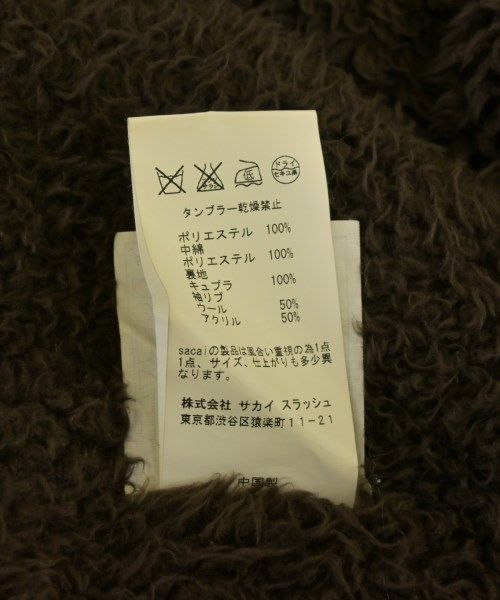 低
ドライ
セキユ系
タンブラー乾燥禁止
ポリエステル 100%
中綿
ポリエステル 100%
裏地
キュプラ 100%
袖リブ
ウール 50%
アクリル 50%
sacaiの製品は風合い重視の為1点
1点、サイズ、仕上がりも多少異
なります。
株式会社 サカイ スラッシュ
東京都渋谷区猿楽町11-21
中国製